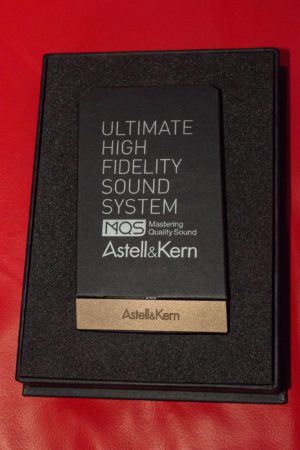 ULTIMATE
HIGH
FIDELITY
SOUND
SYSTEM
MQS Mastering
Quality Sound
Astell&Kern
Astell&Kern